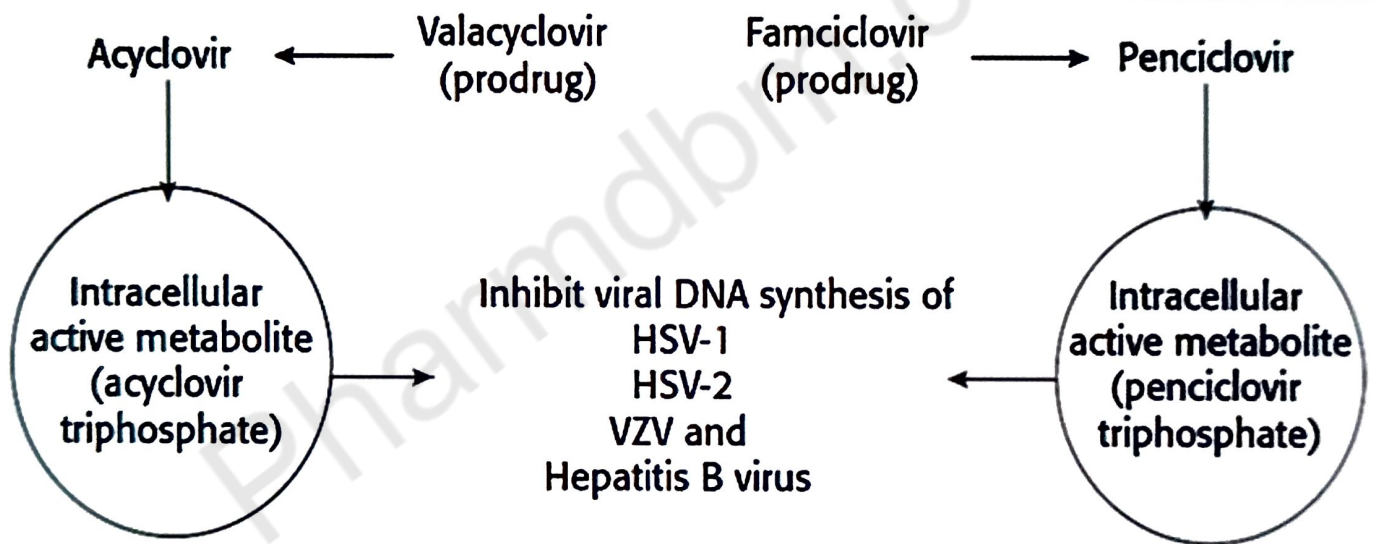 Acyclovir
Valacyclovir
(prodrug)
Famciclovir
(prodrug)
Penciclovir
Intracellular
active metabolite
(acyclovir
triphosphate)
Inhibit viral DNA synthesis of
HSV-1
HSV-2
VZV and
Hepatitis B virus
Intracellular
active metabolite
(penciclovir
triphosphate)
Pharmdbm.c